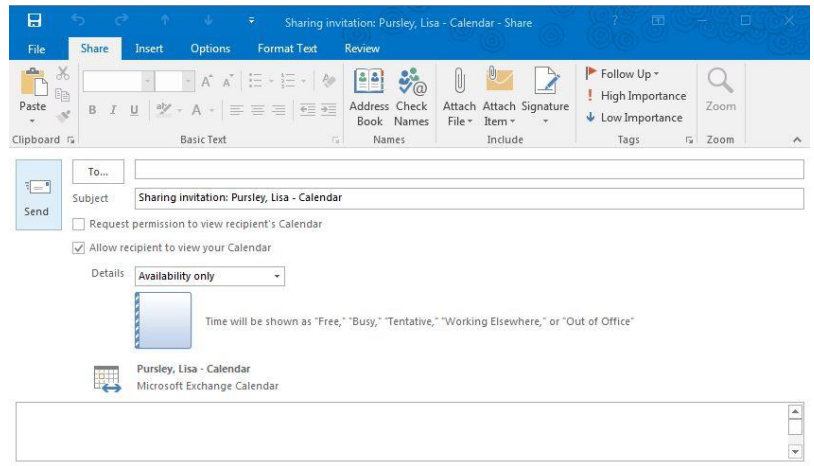 Sharing invitation: Pursley, Lisa - Calendar - Share
File Share Insert Options Format Text Review
Paste
B I U aby A A A A
Address Book
Check Names
Attach File
Attach Item
Signature
Follow Up
High Importance
Low Importance
Zoom
Clipboard Basic Text Names Include Tags Zoom
Send
To...
Subject Sharing invitation: Pursley, Lisa - Calendar
Request permission to view recipient's Calendar
Allow recipient to view your Calendar
Details Availability only
Time will be shown as "Free," "Busy," "Tentative," "Working Elsewhere," or "Out of Office"
Pursley, Lisa - Calendar
Microsoft Exchange Calendar